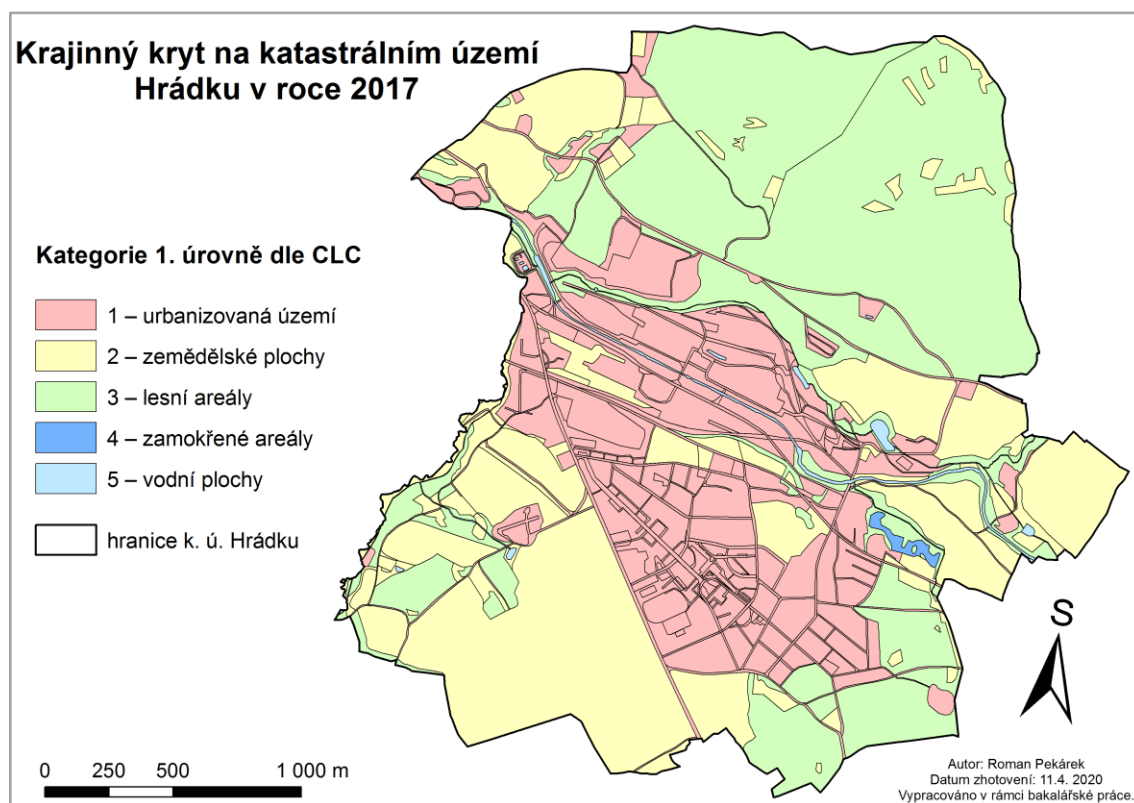 Krajinný kryt na katastrálním území
Hrádku v roce 2017
Kategorie 1. úrovně dle CLC
1 – urbanizovaná území
2 – zemědělské plochy
3 – lesní areály
4 – zamokřené areály
5 – vodní plochy
hranice k. ú. Hrádku
S
0 250 500 1 000 m
Autor: Roman Pekárek
Datum zhotovení: 11.4. 2020
Vypracováno v rámci bakalářské práce.